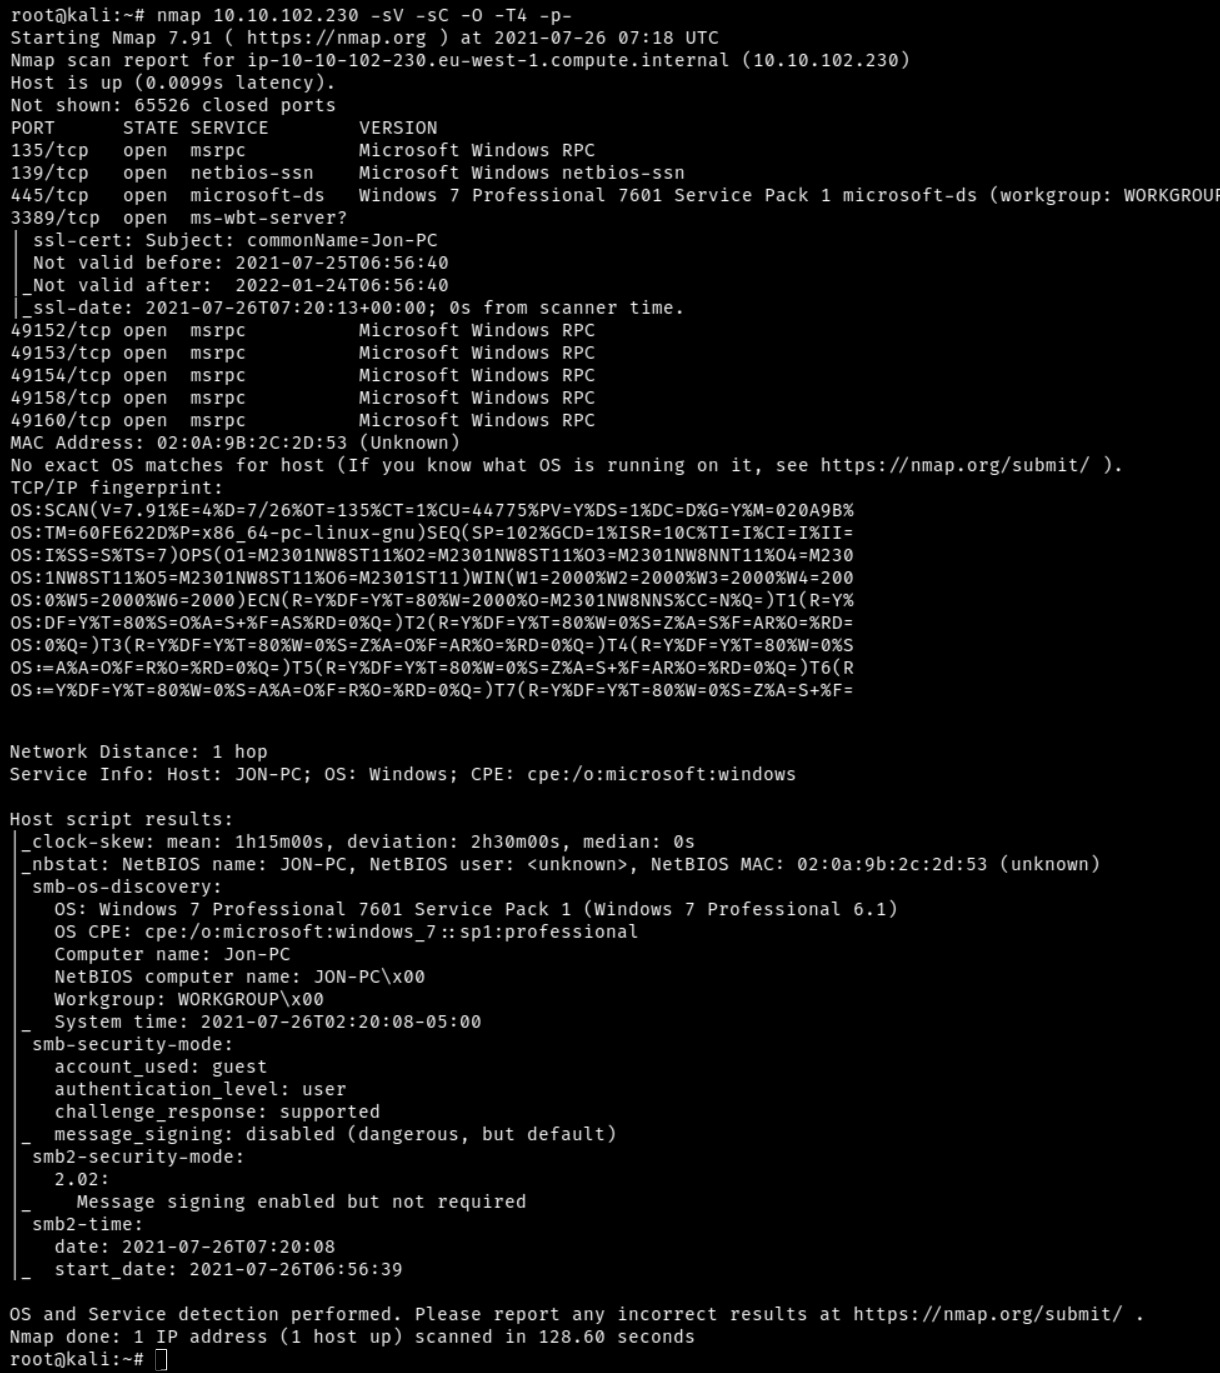 root@kali:~# nmap 10.10.102.230 -sV -sC -O -T4 -p-
Starting Nmap 7.91 ( https://nmap.org ) at 2021-07-26 07:18 UTC
Nmap scan report for ip-10-10-102-230.eu-west-1.compute.internal (10.10.102.230)
Host is up (0.0099s latency).
Not shown: 65526 closed ports
PORT      STATE SERVICE        VERSION
135/tcp   open  msrpc          Microsoft Windows RPC
139/tcp   open  netbios-ssn    Microsoft Windows netbios-ssn
445/tcp   open  microsoft-ds   Windows 7 Professional 7601 Service Pack 1 microsoft-ds (workgroup: WORKGROUP
3389/tcp  open  ms-wbt-server?
| ssl-cert: Subject: commonName=Jon-PC
| Not valid before: 2021-07-25T06:56:40
|_Not valid after:  2022-01-24T06:56:40
|_ssl-date: 2021-07-26T07:20:13+00:00; 0s from scanner time.
49152/tcp open  msrpc          Microsoft Windows RPC
49153/tcp open  msrpc          Microsoft Windows RPC
49154/tcp open  msrpc          Microsoft Windows RPC
49158/tcp open  msrpc          Microsoft Windows RPC
49160/tcp open  msrpc          Microsoft Windows RPC
MAC Address: 02:0A:9B:2C:2D:53 (Unknown)
No exact OS matches for host (If you know what OS is running on it, see https://nmap.org/submit/ ).
TCP/IP fingerprint:
OS:SCAN(V=7.91%E=4%D=7/26%OT=135%CT=1%CU=44775%PV=Y%DS=1%DC=D%G=Y%M=020A9B%
OS:TM=60FE622D%P=x86_64-pc-linux-gnu)SEQ(SP=102%GCD=1%ISR=10C%TI=I%CI=I%II=
OS:I%SS=S%TS=7)OPS(O1=M2301NW8ST11%O2=M2301NW8ST11%O3=M2301NW8NNT11%O4=M230
OS:1NW8ST11%O5=M2301NW8ST11%O6=M2301ST11)WIN(W1=2000%W2=2000%W3=2000%W4=200
OS:0%W5=2000%W6=2000)ECN(R=Y%DF=Y%T=80%W=2000%O=M2301NW8NNS%CC=N%Q=)T1(R=Y%
OS:DF=Y%T=80%S=O%A=S+%F=AS%RD=0%Q=)T2(R=Y%DF=Y%T=80%W=0%S=Z%A=S%F=AR%O=%RD=
OS:0%Q=)T3(R=Y%DF=Y%T=80%W=0%S=Z%A=O%F=AR%O=%RD=0%Q=)T4(R=Y%DF=Y%T=80%W=0%S
OS:=A%A=O%F=R%O=%RD=0%Q=)T5(R=Y%DF=Y%T=80%W=0%S=Z%A=S+%F=AR%O=%RD=0%Q=)T6(R
OS:=Y%DF=Y%T=80%W=0%S=A%A=O%F=R%O=%RD=0%Q=)T7(R=Y%DF=Y%T=80%W=0%S=Z%A=S+%F=
Network Distance: 1 hop
Service Info: Host: JON-PC; OS: Windows; CPE: cpe:/o:microsoft:windows
Host script results:
|_clock-skew: mean: 1h15m00s, deviation: 2h30m00s, median: 0s
|_nbstat: NetBIOS name: JON-PC, NetBIOS user: <unknown>, NetBIOS MAC: 02:0a:9b:2c:2d:53 (unknown)
| smb-os-discovery:
|   OS: Windows 7 Professional 7601 Service Pack 1 (Windows 7 Professional 6.1)
|   OS CPE: cpe:/o:microsoft:windows_7::sp1:professional
|   Computer name: Jon-PC
|   NetBIOS computer name: JON-PC\x00
|   Workgroup: WORKGROUP\x00
|_  System time: 2021-07-26T02:20:08-05:00
| smb-security-mode:
|   account_used: guest
|   authentication_level: user
|   challenge_response: supported
|_  message_signing: disabled (dangerous, but default)
| smb2-security-mode:
|   2.02:
|_    Message signing enabled but not required
| smb2-time:
|   date: 2021-07-26T07:20:08
|_  start_date: 2021-07-26T06:56:39
OS and Service detection performed. Please report any incorrect results at https://nmap.org/submit/ .
Nmap done: 1 IP address (1 host up) scanned in 128.60 seconds
root@kali:~#